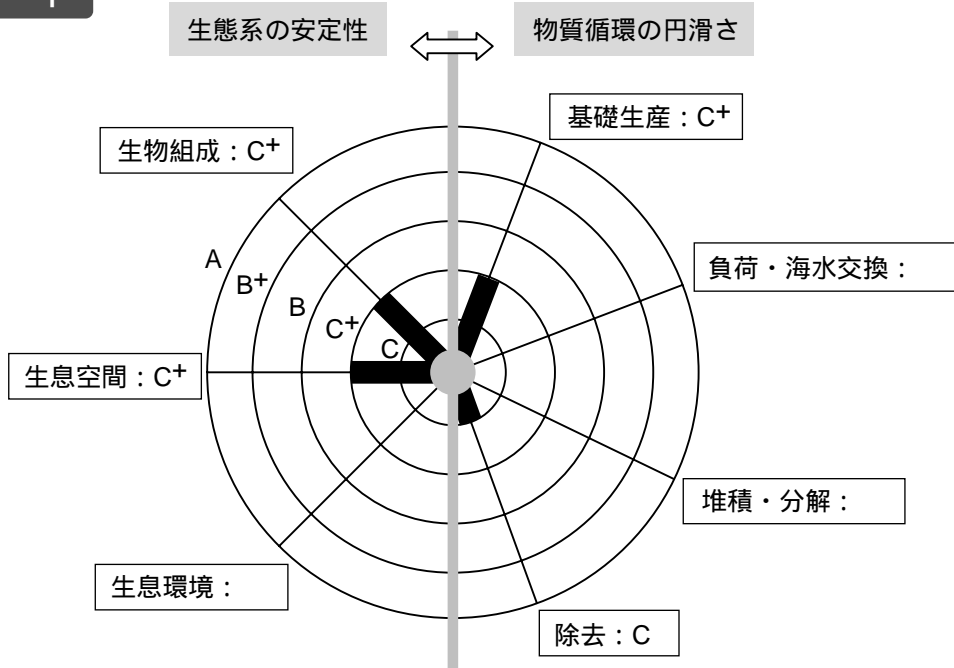 生態系の安定性
物質循環の円滑さ
基礎生産：C+
生物組成：C+
負荷・海水交換：
A
B+
B
C+
C
生息空間：C+
堆積・分解：
生息環境：
除去：C